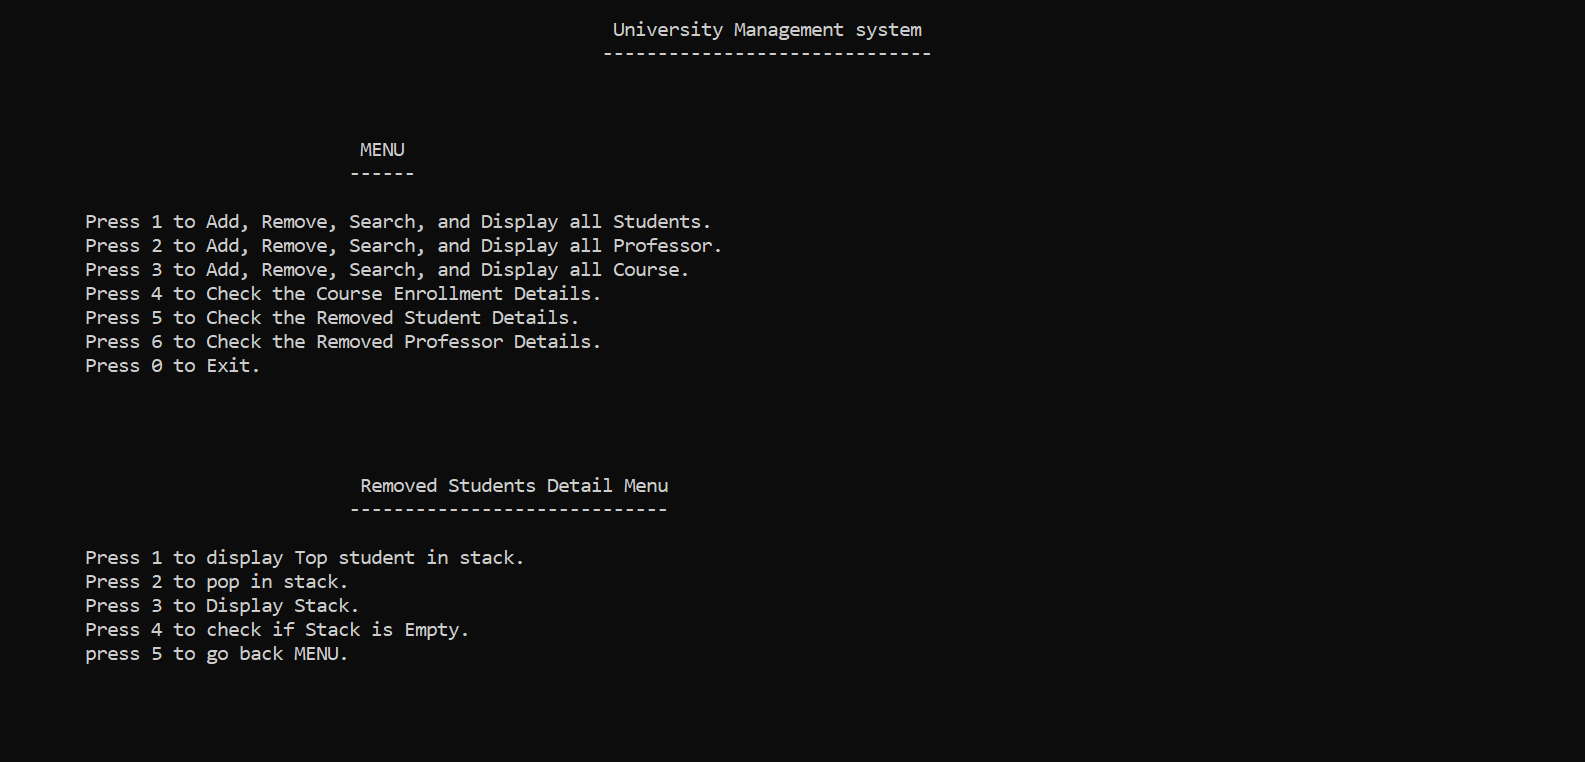 University Management system
------------------------------
MENU
------
Press 1 to Add, Remove, Search, and Display all Students.
Press 2 to Add, Remove, Search, and Display all Professor.
Press 3 to Add, Remove, Search, and Display all Course.
Press 4 to Check the Course Enrollment Details.
Press 5 to Check the Removed Student Details.
Press 6 to Check the Removed Professor Details.
Press 0 to Exit.
Removed Students Detail Menu
-----------------------------
Press 1 to display Top student in stack.
Press 2 to pop in stack.
Press 3 to Display Stack.
Press 4 to check if Stack is Empty.
press 5 to go back MENU.